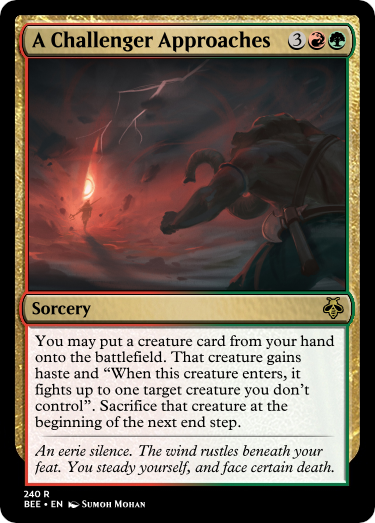 A Challenger Approaches 3
Sorcery
You may put a creature card from your hand
onto the battlefield. That creature gains
haste and “When this creature enters, it
fights up to one target creature you don’t
control”. Sacrifice that creature at the
beginning of the next end step.
An eerie silence. The wind rustles beneath your
feat. You steady yourself, and face certain death.
240 R
BEE • EN Sumoh Mohan